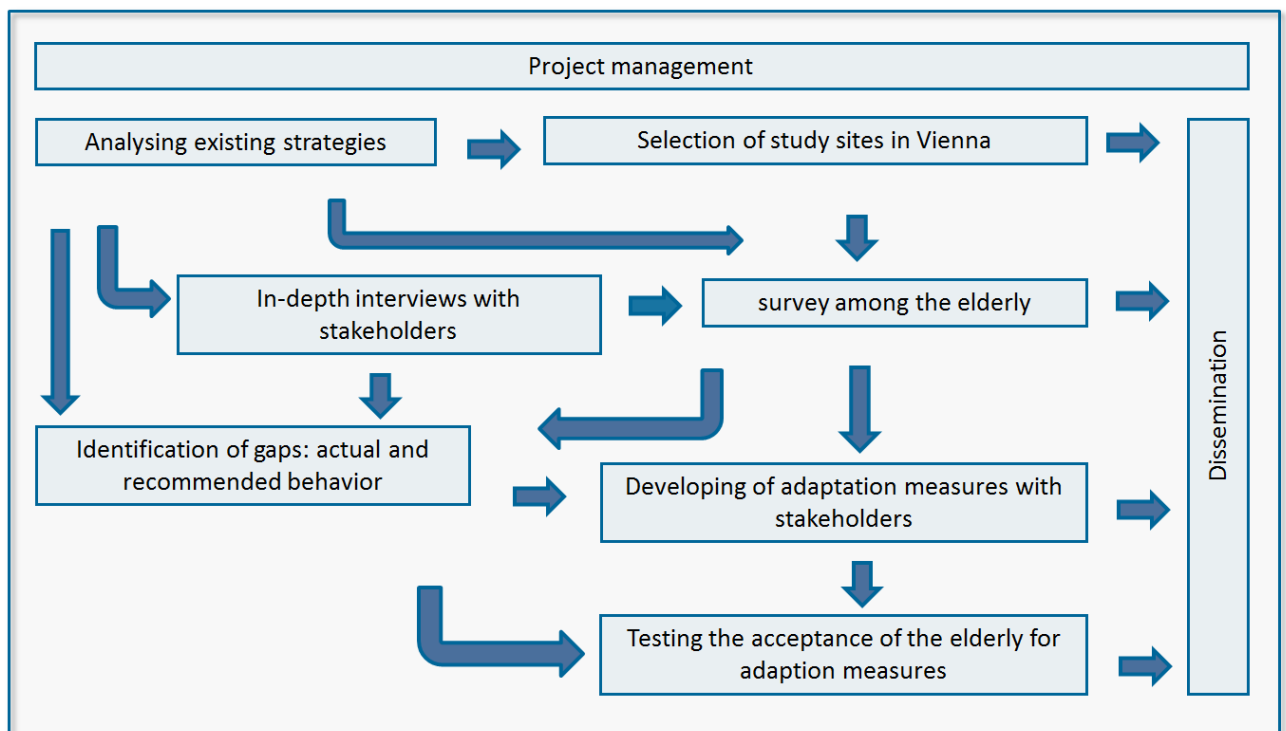 Project management
Analysing existing strategies
Selection of study sites in Vienna
In-depth interviews with
stakeholders
survey among the elderly
Identification of gaps: actual and
recommended behavior
Developing of adaptation measures with
stakeholders
Testing the acceptance of the elderly for
adaption measures
Dissemination